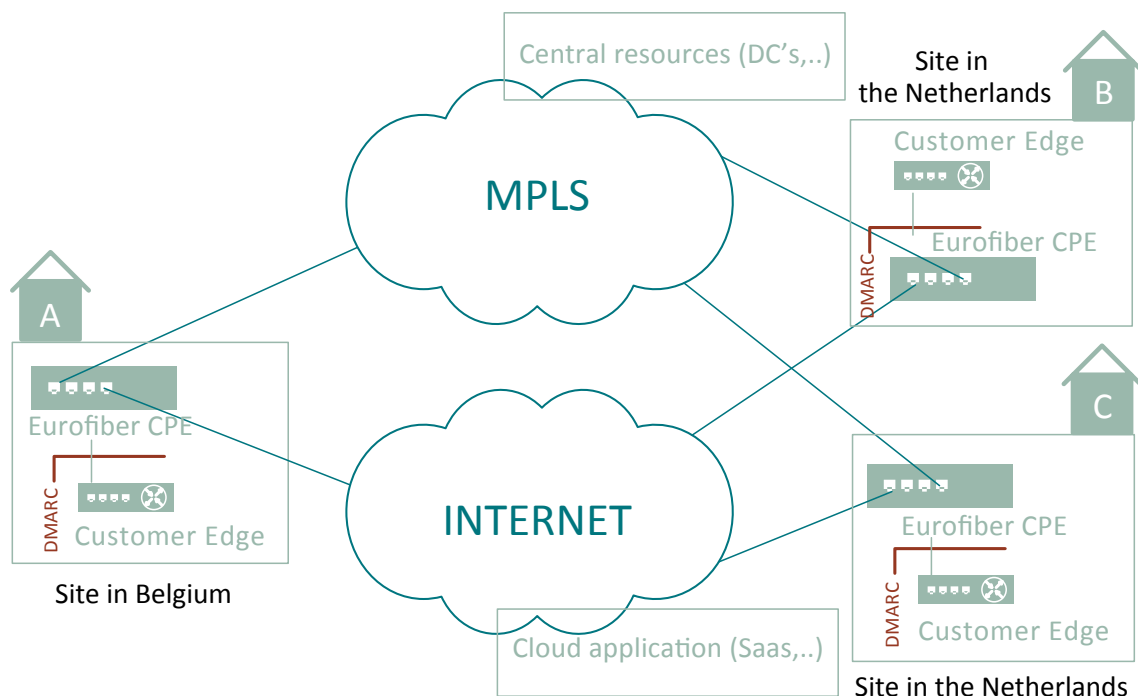 Central resources (DC's,..)
Site in
the Netherlands
B
Customer Edge
MPLS
Eurofiber CPE
DMARC
A
Eurofiber CPE
DMARC
Customer Edge
Site in Belgium
INTERNET
C
Eurofiber CPE
DMARC
Customer Edge
Cloud application (Saas,..)
Site in the Netherlands